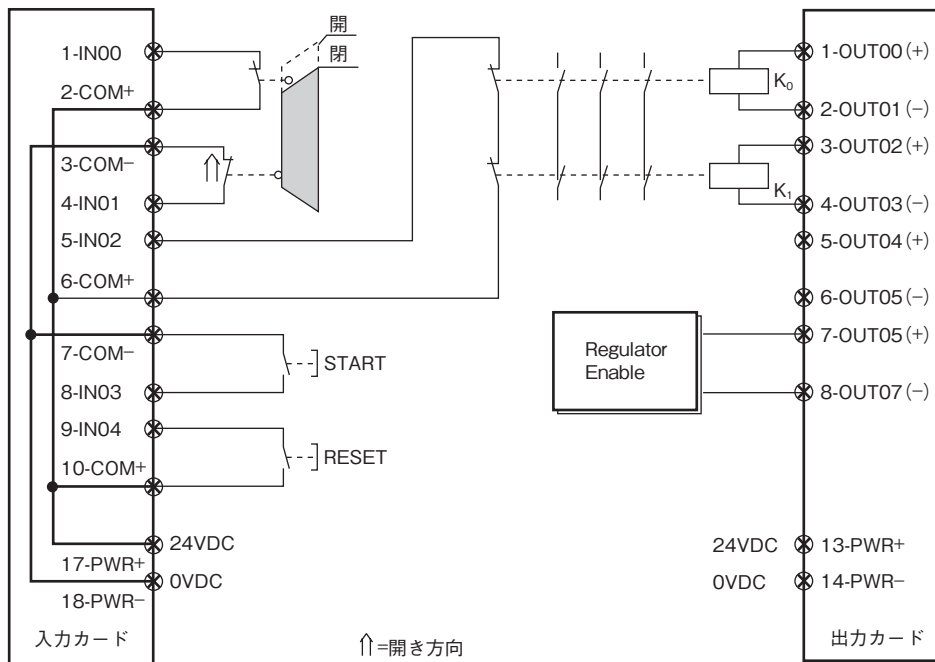 1-IN00
2-COM+
3-COM−
4-IN01
5-IN02
6-COM+
7-COM−
8-IN03
9-IN04
10-COM+
24VDC
17-PWR+
0VDC
18-PWR−
入力カード
開
閉
START
RESET
⇑=開き方向
K₀
K₁
Regulator
Enable
1-OUT00(+)
2-OUT01(−)
3-OUT02(+)
4-OUT03(−)
5-OUT04(+)
6-OUT05(−)
7-OUT05(+)
8-OUT07(−)
24VDC
13-PWR+
0VDC
14-PWR−
出力カード